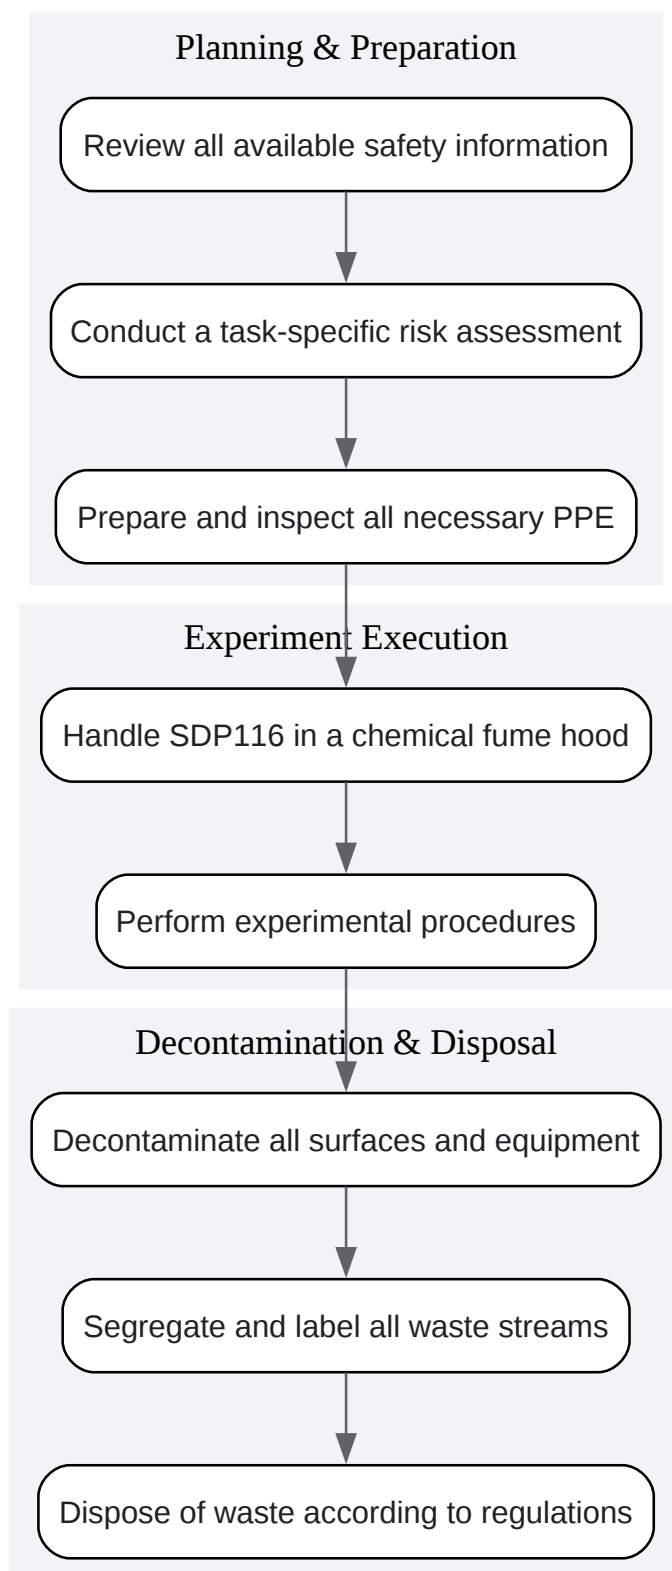 Planning & Preparation
Review all available safety information
Conduct a task-specific risk assessment
Prepare and inspect all necessary PPE
Experiment Execution
Handle SDP116 in a chemical fume hood
Perform experimental procedures
Decontamination & Disposal
Decontaminate all surfaces and equipment
Segregate and label all waste streams
Dispose of waste according to regulations